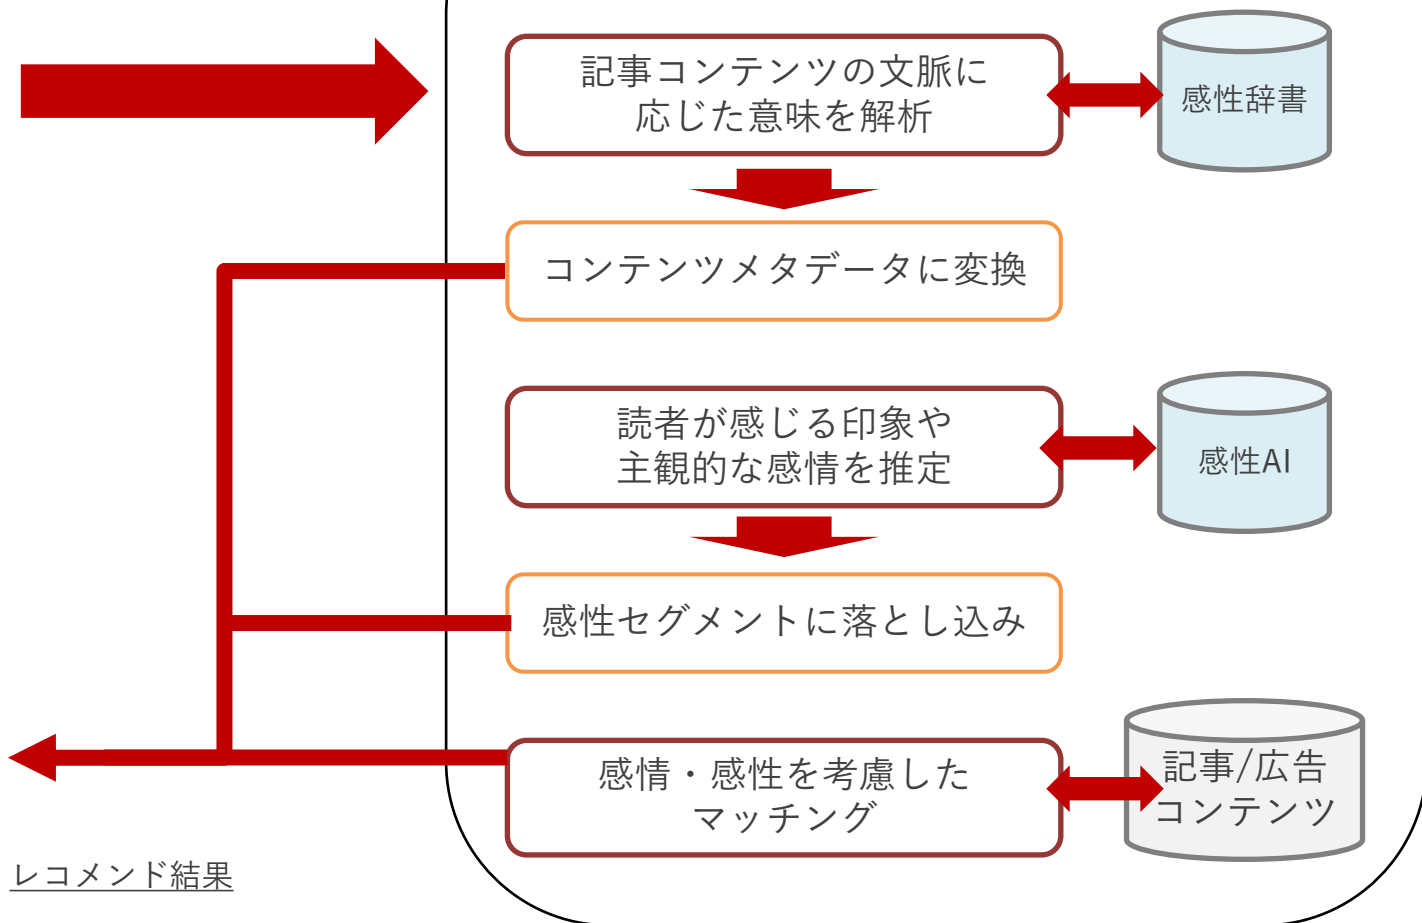 記事コンテンツの文脈に
応じた意味を解析
感性辞書
コンテンツメタデータに変換
読者が感じる印象や
主観的な感情を推定
感性AI
感性セグメントに落とし込み
感情・感性を考慮した
マッチング
記事/広告
コンテンツ
レコメンド結果